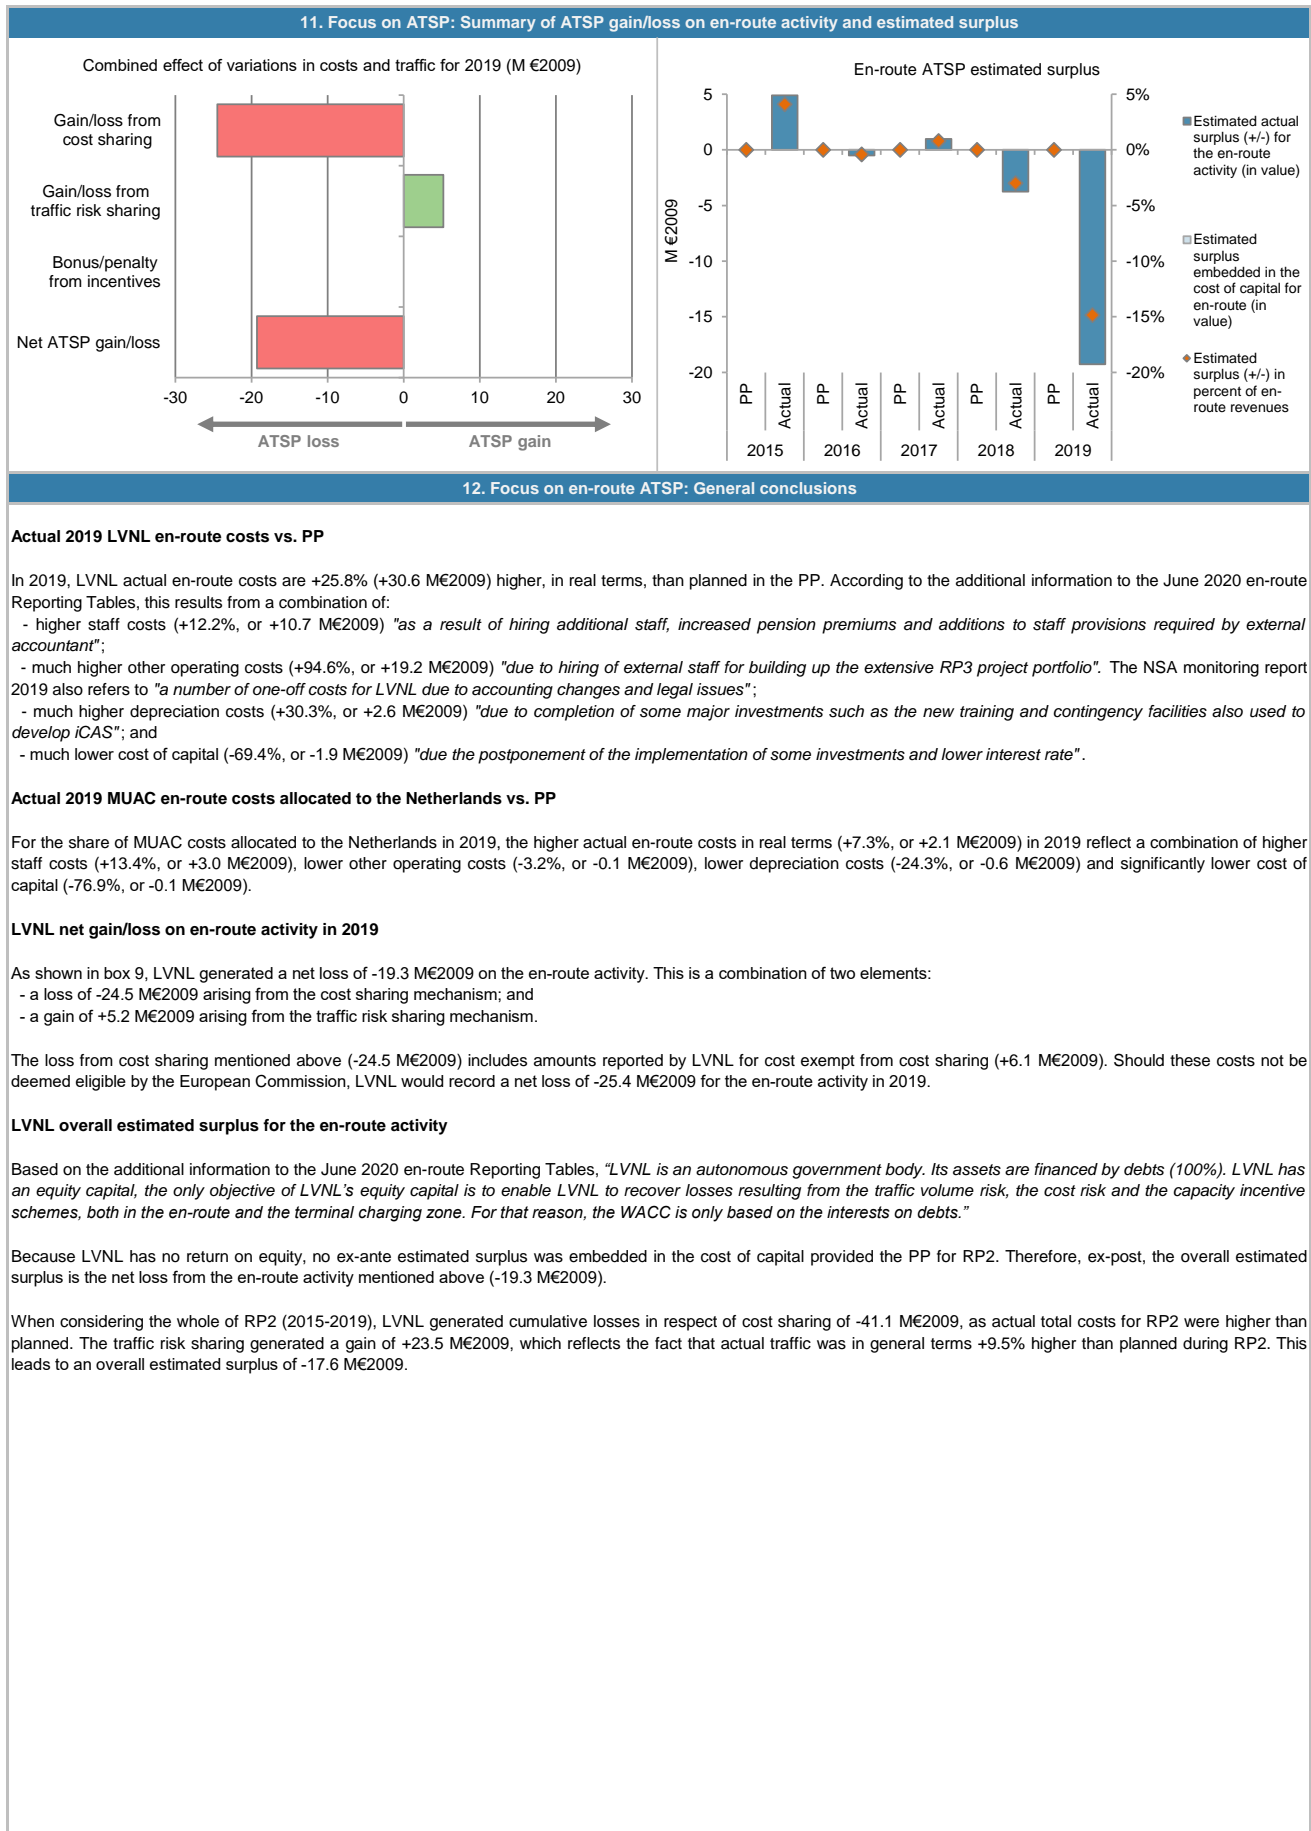 11. Focus on ATSP: Summary of ATSP gain/loss on en-route activity and estimated surplus
Combined effect of variations in costs and traffic for 2019 (M €2009)
Gain/loss from
cost sharing
Gain/loss from
traffic risk sharing
Bonus/penalty
from incentives
Net ATSP gain/loss
-30 -20 -10 0 10 20 30
ATSP loss ATSP gain
En-route ATSP estimated surplus
M €2009
5
0
-5
-10
-15
-20
5%
0%
-5%
-10%
-15%
-20%
PP Actual PP Actual PP Actual PP Actual PP Actual
2015 2016 2017 2018 2019
Estimated actual
surplus (+/-) for
the en-route
activity (in value)
Estimated
surplus
embedded in the
cost of capital for
en-route (in
value)
Estimated
surplus (+/-) in
percent of en-
route revenues
12. Focus on en-route ATSP: General conclusions
Actual 2019 LVNL en-route costs vs. PP
In 2019, LVNL actual en-route costs are +25.8% (+30.6 M€2009) higher, in real terms, than planned in the PP. According to the additional information to the June 2020 en-route
Reporting Tables, this results from a combination of:
- higher staff costs (+12.2%, or +10.7 M€2009) "as a result of hiring additional staff, increased pension premiums and additions to staff provisions required by external
accountant";
- much higher other operating costs (+94.6%, or +19.2 M€2009) "due to hiring of external staff for building up the extensive RP3 project portfolio". The NSA monitoring report
2019 also refers to "a number of one-off costs for LVNL due to accounting changes and legal issues";
- much higher depreciation costs (+30.3%, or +2.6 M€2009) "due to completion of some major investments such as the new training and contingency facilities also used to
develop iCAS"; and
- much lower cost of capital (-69.4%, or -1.9 M€2009) "due the postponement of the implementation of some investments and lower interest rate".
Actual 2019 MUAC en-route costs allocated to the Netherlands vs. PP
For the share of MUAC costs allocated to the Netherlands in 2019, the higher actual en-route costs in real terms (+7.3%, or +2.1 M€2009) in 2019 reflect a combination of higher
staff costs (+13.4%, or +3.0 M€2009), lower other operating costs (-3.2%, or -0.1 M€2009), lower depreciation costs (-24.3%, or -0.6 M€2009) and significantly lower cost of
capital (-76.9%, or -0.1 M€2009).
LVNL net gain/loss on en-route activity in 2019
As shown in box 9, LVNL generated a net loss of -19.3 M€2009 on the en-route activity. This is a combination of two elements:
- a loss of -24.5 M€2009 arising from the cost sharing mechanism; and
- a gain of +5.2 M€2009 arising from the traffic risk sharing mechanism.
The loss from cost sharing mentioned above (-24.5 M€2009) includes amounts reported by LVNL for cost exempt from cost sharing (+6.1 M€2009). Should these costs not be
deemed eligible by the European Commission, LVNL would record a net loss of -25.4 M€2009 for the en-route activity in 2019.
LVNL overall estimated surplus for the en-route activity
Based on the additional information to the June 2020 en-route Reporting Tables, “LVNL is an autonomous government body. Its assets are financed by debts (100%). LVNL has
an equity capital, the only objective of LVNL’s equity capital is to enable LVNL to recover losses resulting from the traffic volume risk, the cost risk and the capacity incentive
schemes, both in the en-route and the terminal charging zone. For that reason, the WACC is only based on the interests on debts.”
Because LVNL has no return on equity, no ex-ante estimated surplus was embedded in the cost of capital provided the PP for RP2. Therefore, ex-post, the overall estimated
surplus is the net loss from the en-route activity mentioned above (-19.3 M€2009).
When considering the whole of RP2 (2015-2019), LVNL generated cumulative losses in respect of cost sharing of -41.1 M€2009, as actual total costs for RP2 were higher than
planned. The traffic risk sharing generated a gain of +23.5 M€2009, which reflects the fact that actual traffic was in general terms +9.5% higher than planned during RP2. This
leads to an overall estimated surplus of -17.6 M€2009.